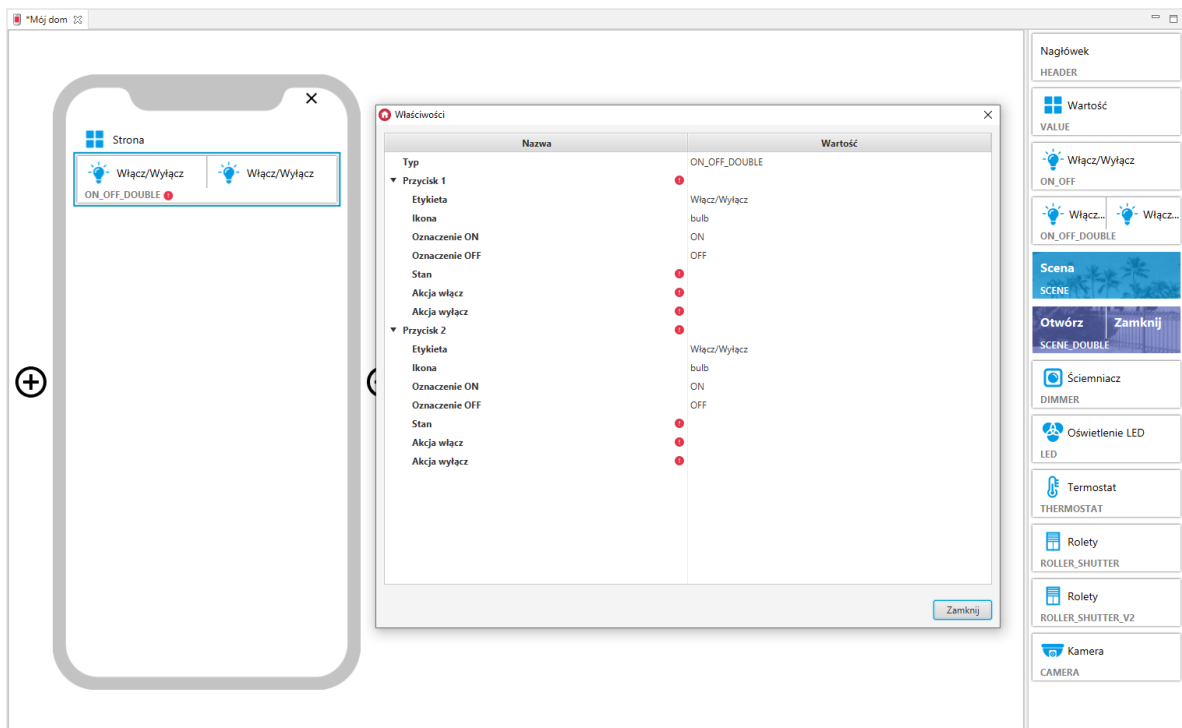 *Mój dom
Strona
Włącz/Wyłącz Włącz/Wyłącz
ON_OFF_DOUBLE
Właściwości
Nazwa Wartość
Typ ON_OFF_DOUBLE
Przycisk 1
Etykieta Włącz/Wyłącz
Ikona bulb
Oznaczenie ON ON
Oznaczenie OFF OFF
Stan
Akcja włącz
Akcja wyłącz
Przycisk 2
Etykieta Włącz/Wyłącz
Ikona bulb
Oznaczenie ON ON
Oznaczenie OFF OFF
Stan
Akcja włącz
Akcja wyłącz
Zamknij
Nagłówek
HEADER
Wartość
VALUE
Włącz/Wyłącz
ON_OFF
Włącz... Włącz...
ON_OFF_DOUBLE
Scena
SCENE
Otwórz Zamknij
SCENE_DOUBLE
Ściemniacz
DIMMER
Oświetlenie LED
LED
Termostat
THERMOSTAT
Rolety
ROLLER_SHUTTER
Rolety
ROLLER_SHUTTER_V2
Kamera
CAMERA